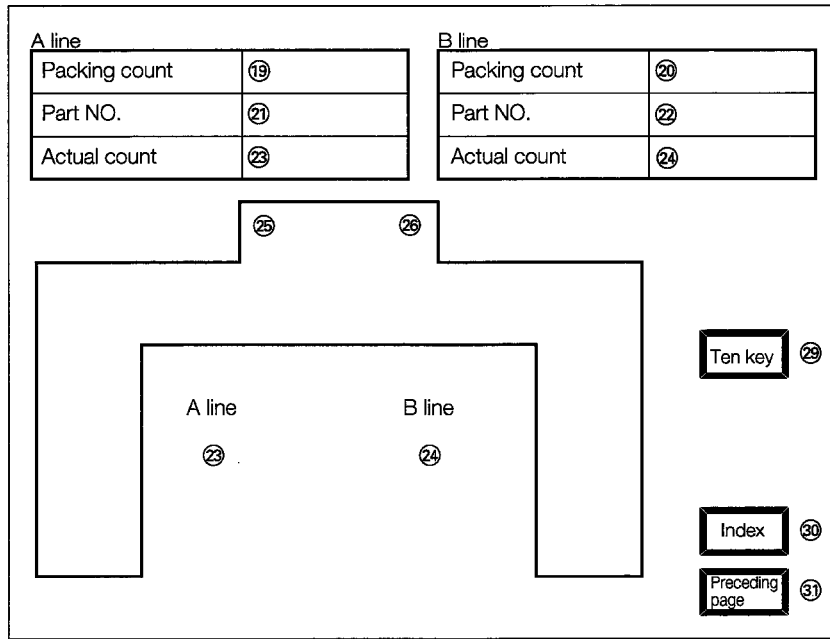 A line
Packing count ⑲
Part NO. ㉑
Actual count ㉓
B line
Packing count ⑳
Part NO. ㉒
Actual count ㉔
㉕ ㉖
Ten key ㉙
A line B line
㉓ ㉔
Index ㉚
Preceding
page ㉛